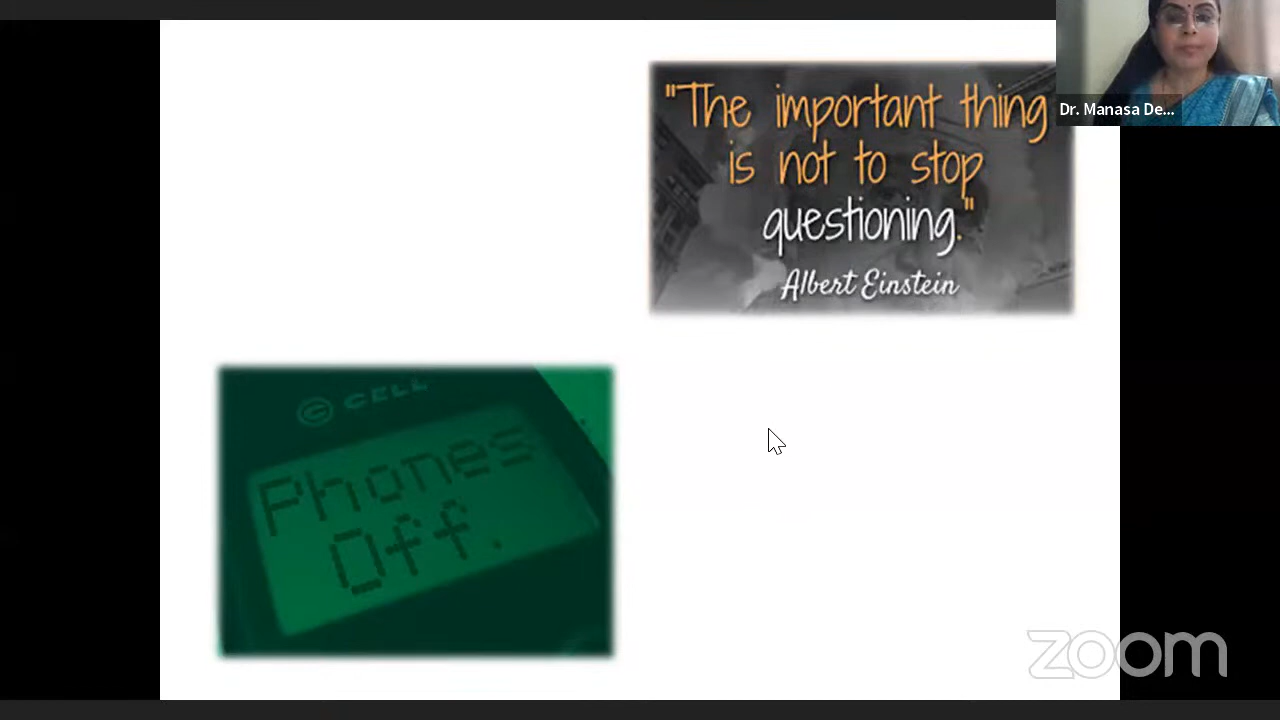 "The important thing
is not to stop
questioning."
Albert Einstein
Dr. Manasa De...
CELL
Phones
Off.
zoom